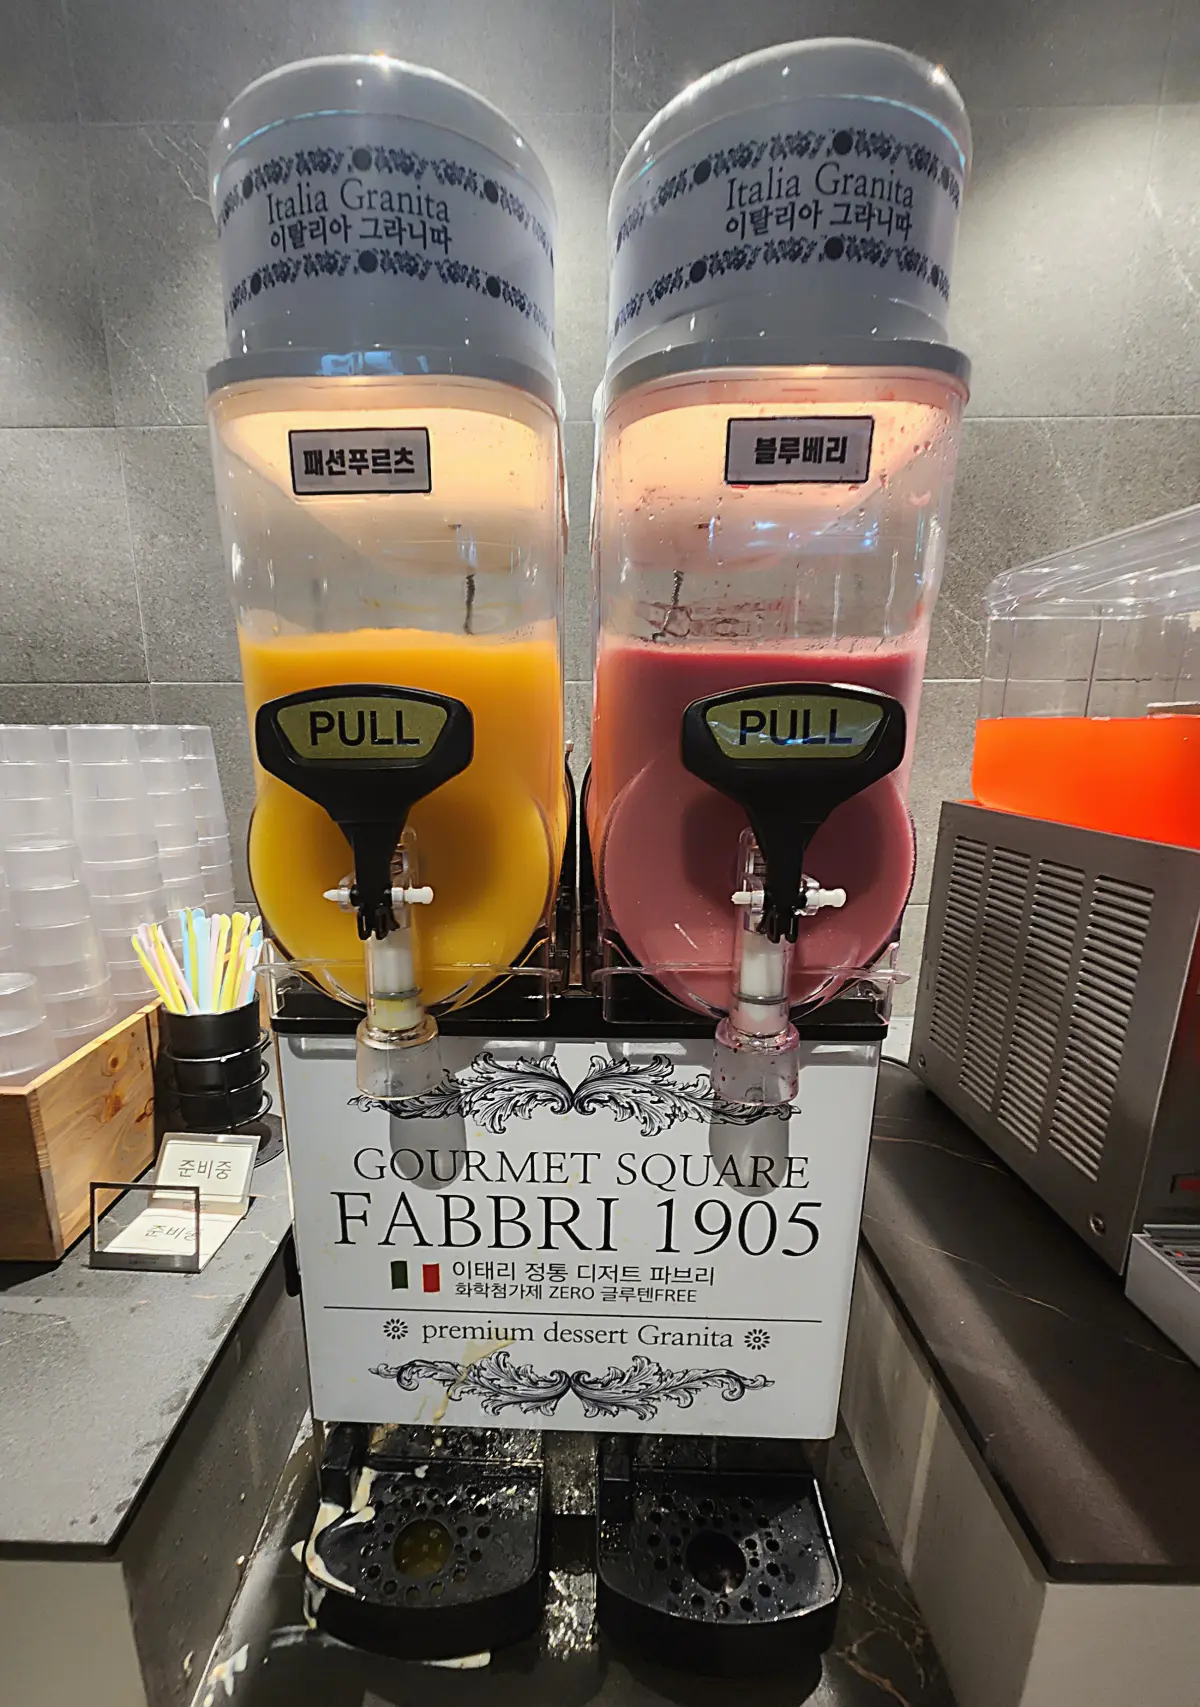 Italia Granita
이탈리아 그라니따
Italia Granita
이탈리아 그라니따
패션푸르츠
블루베리
PULL
PULL
준비중
준비중
GOURMET SQUARE
FABBRI 1905
이태리 정통 디저트 파브리
화학첨가제 ZERO 글루텐FREE
premium dessert Granita